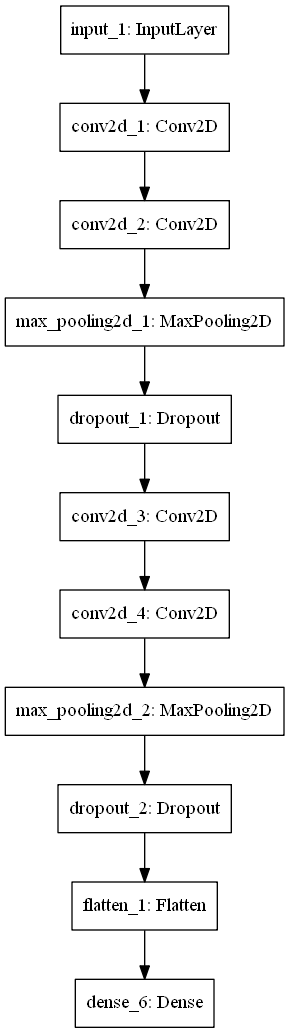 input_1: InputLayer
conv2d_1: Conv2D
conv2d_2: Conv2D
max_pooling2d_1: MaxPooling2D
dropout_1: Dropout
conv2d_3: Conv2D
conv2d_4: Conv2D
max_pooling2d_2: MaxPooling2D
dropout_2: Dropout
flatten_1: Flatten
dense_6: Dense